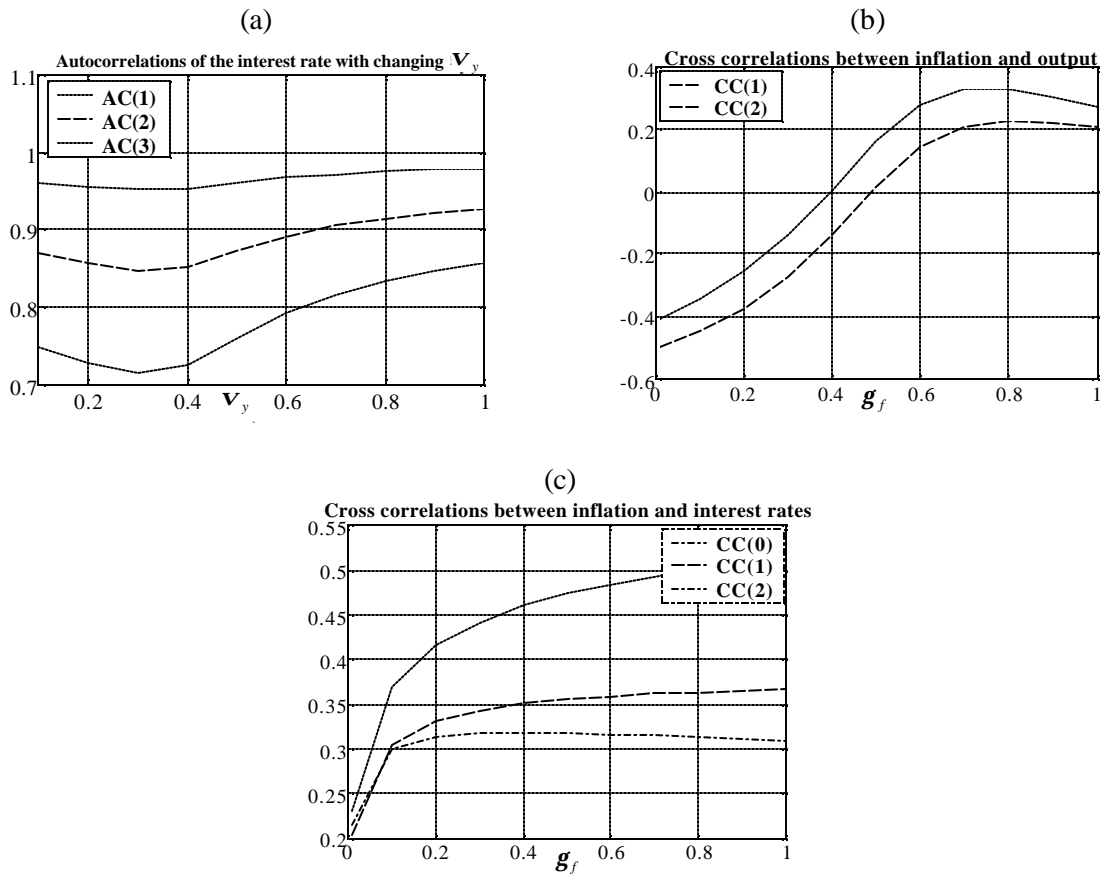 (a)
Autocorrelations of the interest rate with changing V_y
1.1
1
0.9
0.8
0.7
AC(1)
AC(2)
AC(3)
0.2
0.4
0.6
0.8
1
V_y
(b)
Cross correlations between inflation and output
0.4
0.2
0
-0.2
-0.4
-0.6
CC(1)
CC(2)
0
0.2
0.4
0.6
0.8
1
g_f
(c)
Cross correlations between inflation and interest rates
0.55
0.5
0.45
0.4
0.35
0.3
0.25
0.2
CC(0)
CC(1)
CC(2)
0
0.2
0.4
0.6
0.8
1
g_f